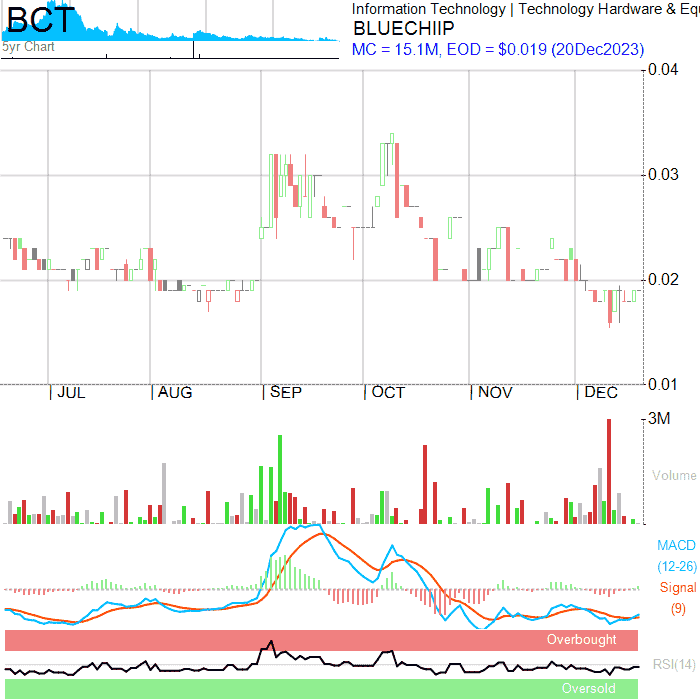 BCT
5yr Chart
Information Technology | Technology Hardware & Equ
BLUECHIIP
MC = 15.1M, EOD = $0.019 (20Dec2023)
0.04
0.03
0.02
0.01
JUL
AUG
SEP
OCT
NOV
DEC
3M
Volume
MACD
(12-26)
Signal
(9)
Overbought
RSI(14)
Oversold